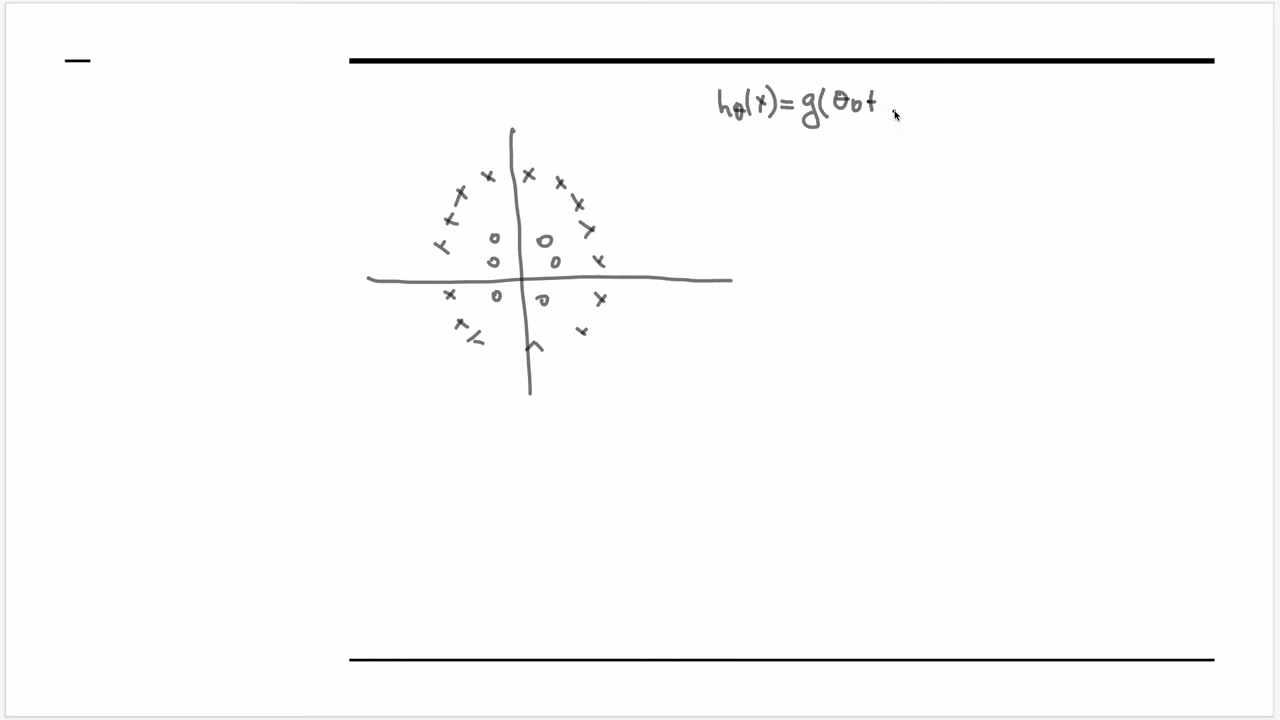 hθ(x) = g(θ0 +